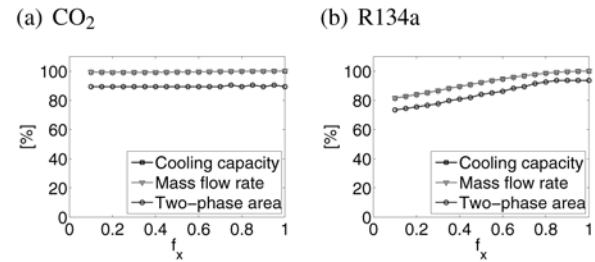 (a) CO2
(b) R134a
100
80
60
40
20
0
[%]
Cooling capacity
Mass flow rate
Two-phase area
0 0.2 0.4 0.6 0.8 1
fx
100
80
60
40
20
0
[%]
Cooling capacity
Mass flow rate
Two-phase area
0 0.2 0.4 0.6 0.8 1
fx